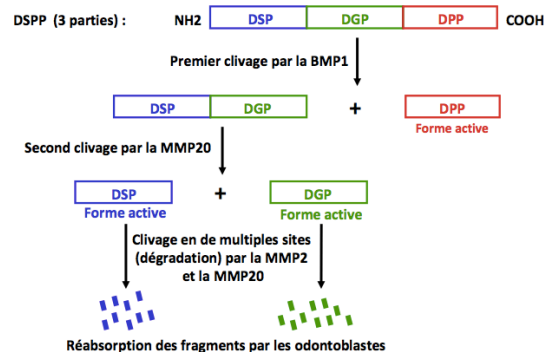 DSPP (3 parties) : NH2 DSP DGP DPP COOH
Premier clivage par la BMP1
DSP DGP + DPP
Forme active
Second clivage par la MMP20
DSP + DGP
Forme active Forme active
Clivage en de multiples sites
(dégradation) par la MMP2
et la MMP20
Réabsorption des fragments par les odontoblastes